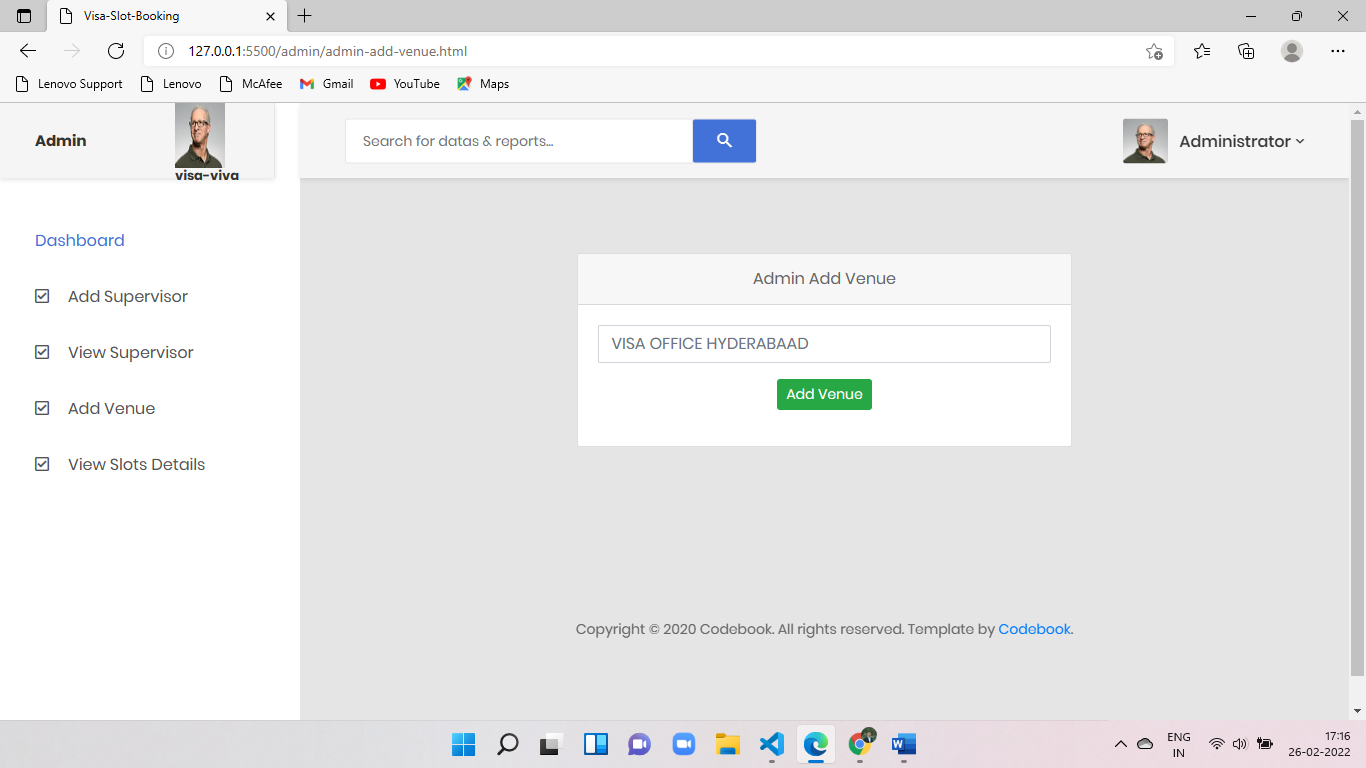 Visa-Slot-Booking
127.0.0.1:5500/admin/admin-add-venue.html
Lenovo Support Lenovo McAfee Gmail YouTube Maps
Admin
visa-viva
Search for datas & reports...
Administrator
Dashboard
Add Supervisor
View Supervisor
Add Venue
View Slots Details
Admin Add Venue
VISA OFFICE HYDERABAAD
Add Venue
Copyright © 2020 Codebook. All rights reserved. Template by Codebook.
ENG
IN
17:16
26-02-2022